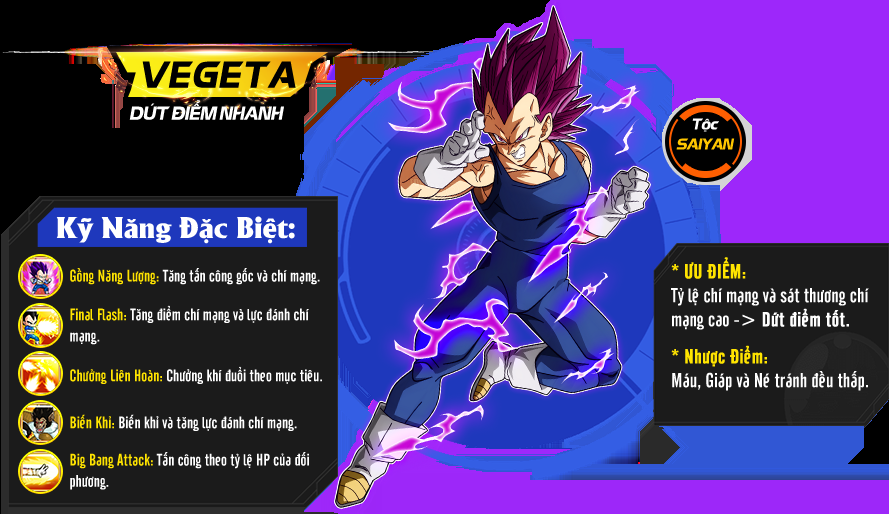 VEGETA
DỨT ĐIỂM NHANH
Tộc
SAIYAN
Kỹ Năng Đặc Biệt:
Gồng Năng Lượng: Tăng tấn công gốc và chí mạng.
Final Flash: Tăng điểm chí mạng và lực đánh chí
mạng.
Chưởng Liên Hoàn: Chưởng khí đuổi theo mục tiêu.
Biến Khỉ: Biến khỉ và tăng lực đánh chí mạng.
Big Bang Attack: Tấn công theo tỷ lệ HP của đối
phương.
* ƯU ĐIỂM:
Tỷ lệ chí mạng và sát thương chí
mạng cao -> Dứt điểm tốt.
* Nhược Điểm:
Máu, Giáp và Né tránh đều thấp.